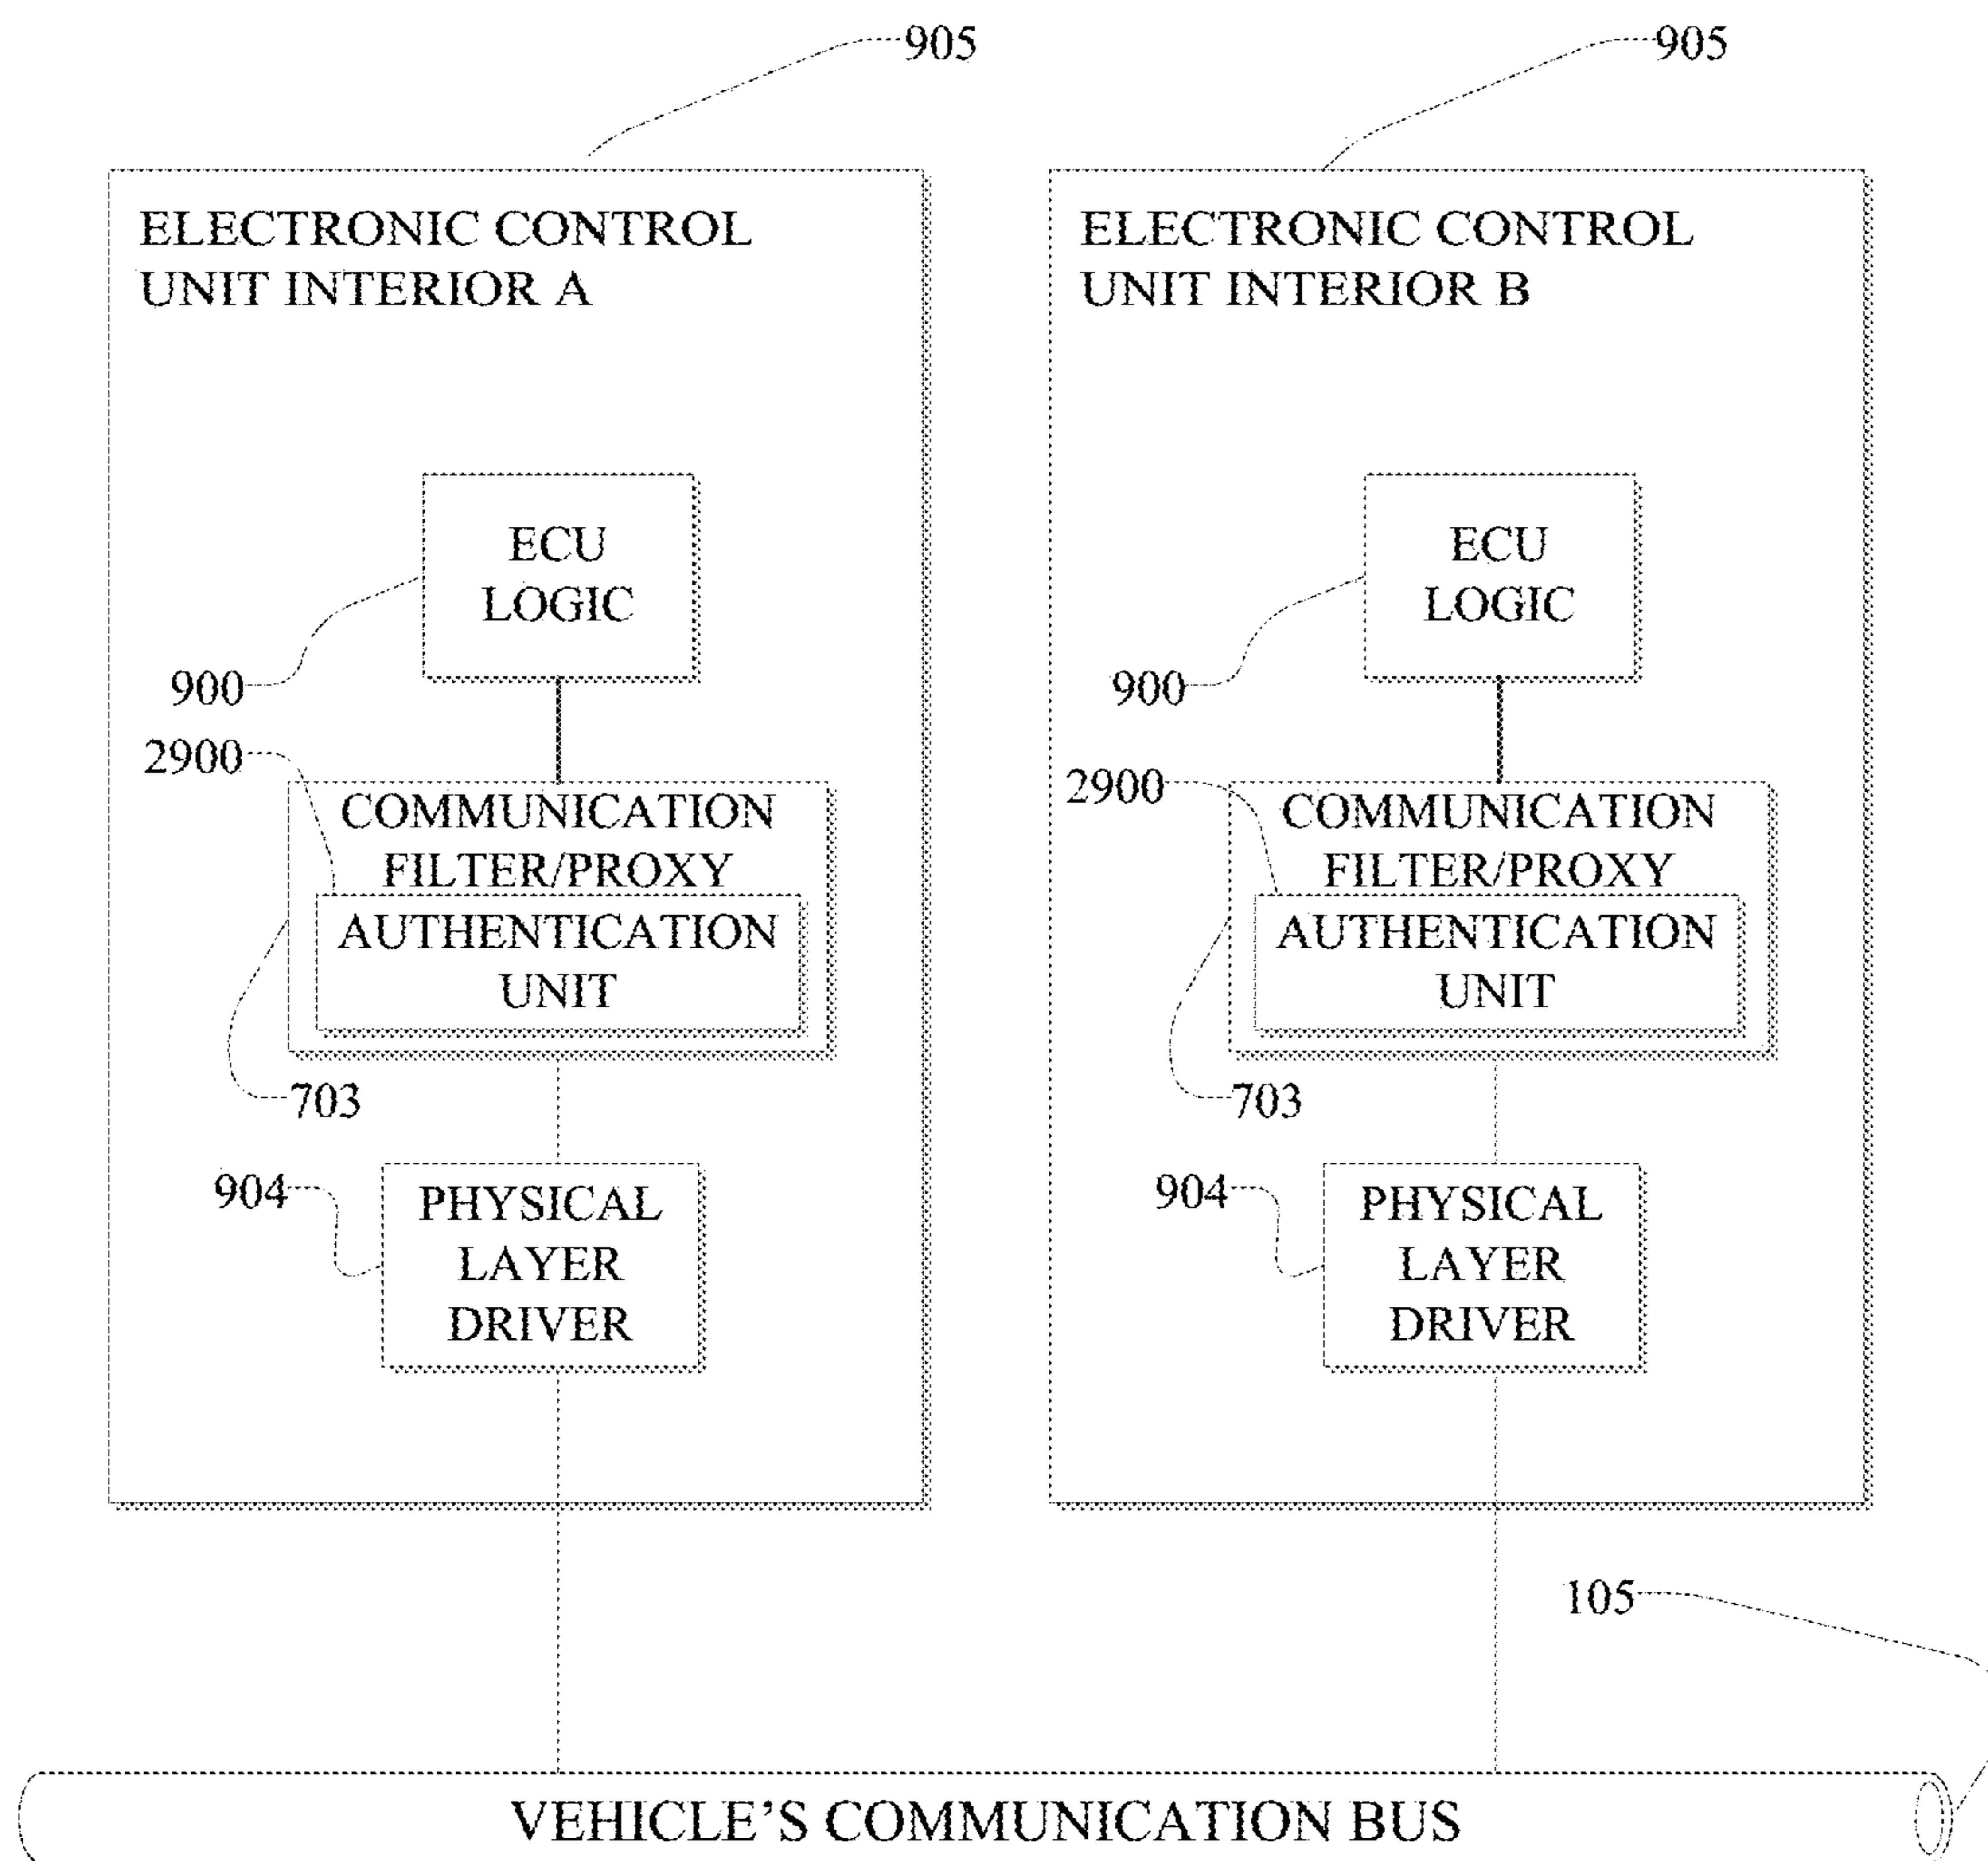 905
905
ELECTRONIC CONTROL
UNIT INTERIOR A
ELECTRONIC CONTROL
UNIT INTERIOR B
ECU
LOGIC
ECU
LOGIC
900
900
2900
2900
COMMUNICATION
FILTER/PROXY
AUTHENTICATION
UNIT
COMMUNICATION
FILTER/PROXY
AUTHENTICATION
UNIT
703
703
904
904
PHYSICAL
LAYER
DRIVER
PHYSICAL
LAYER
DRIVER
105
VEHICLE’S COMMUNICATION BUS